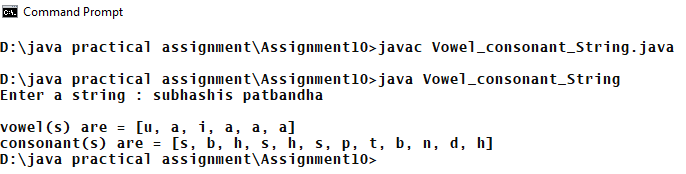 Command Prompt
D:\java practical assignment\Assignment10>javac Vowel_consonant_String.java
D:\java practical assignment\Assignment10>java Vowel_consonant_String
Enter a string : subhashis patbandha
vowel(s) are = [u, a, i, a, a, a]
consonant(s) are = [s, b, h, s, h, s, p, t, b, n, d, h]
D:\java practical assignment\Assignment10>